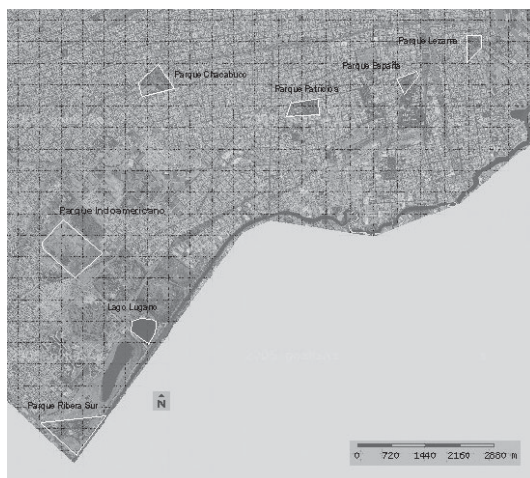 Parque Lezama
Parque España
Parque Chacabuco
Parque Patricios
Parque Indoamericano
Lago Lugano
Parque Ribera Sur
N
0 720 1440 2160 2880 m